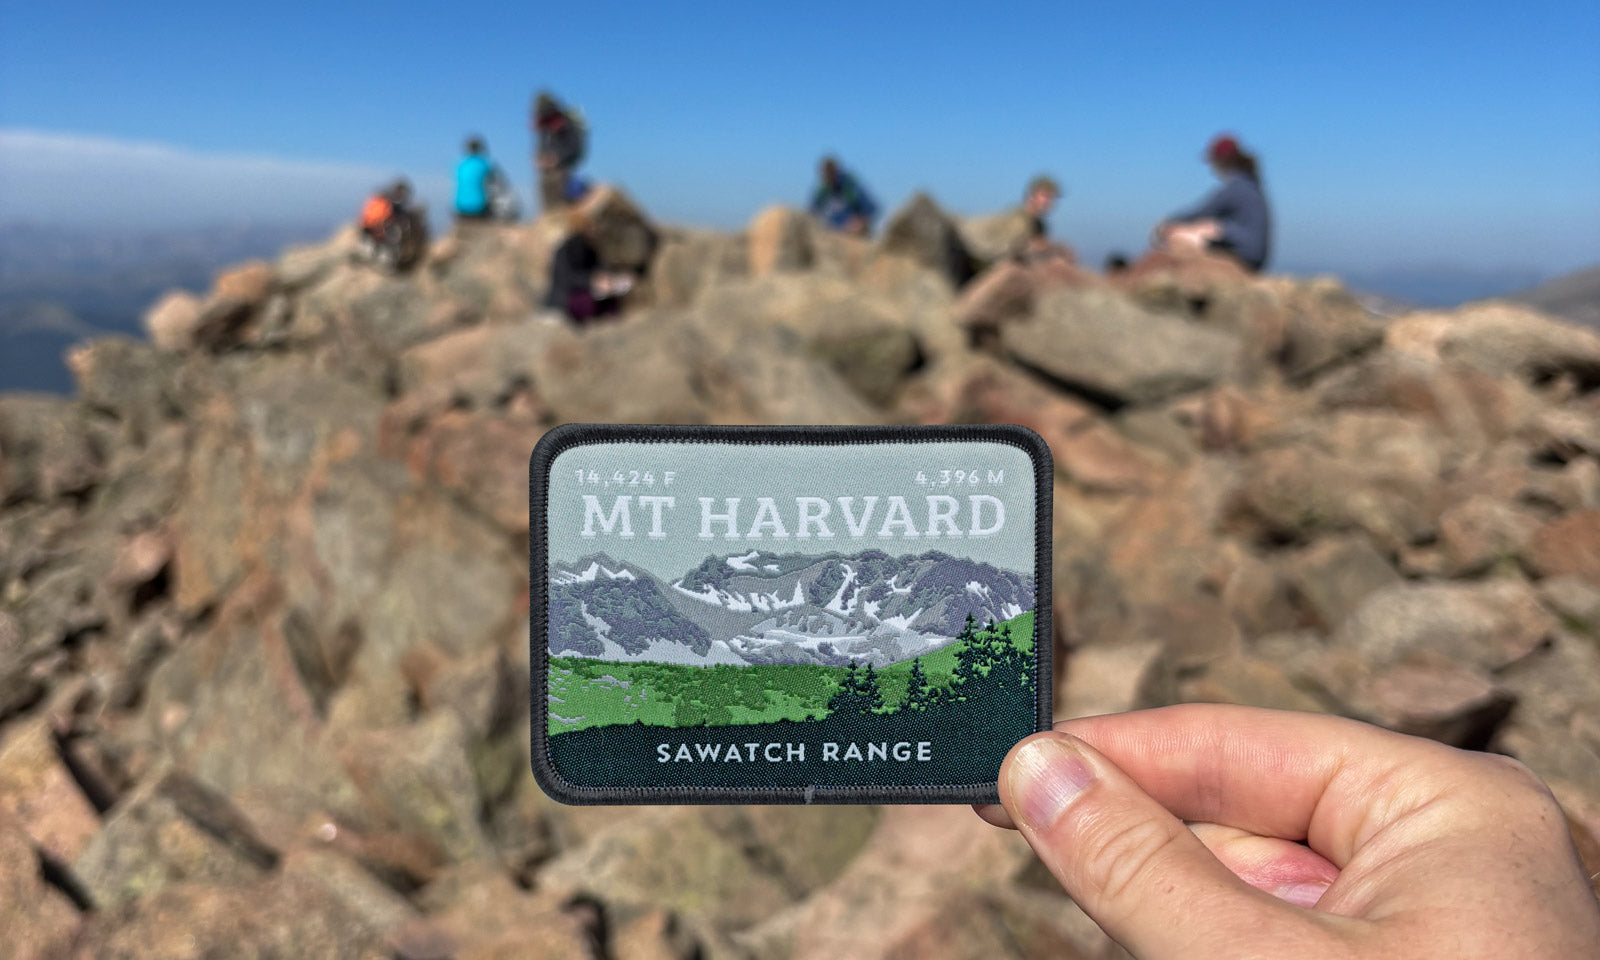 14,424 F 4,396 M
MT HARVARD
SAWATCH RANGE